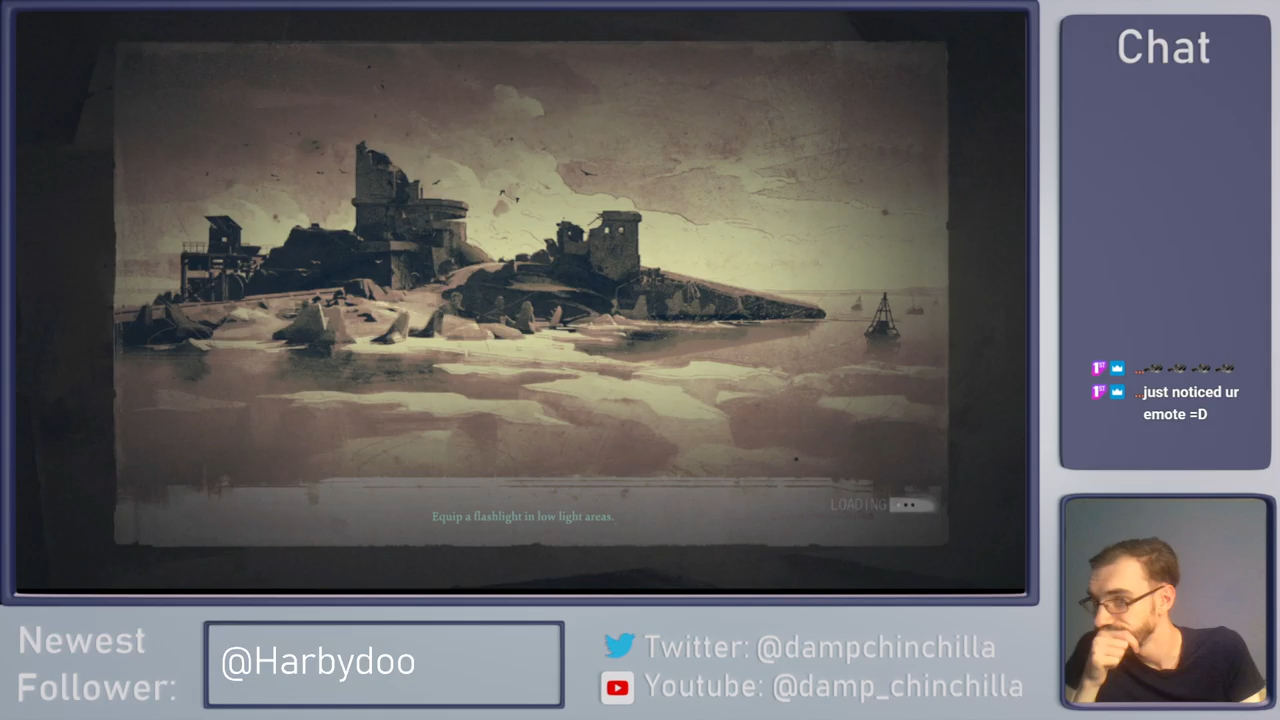 Chat
just noticed ur
emote =D
Equip a flashlight in low light areas.
LOADING
Newest
Follower:
@Harbydoo
Twitter: @dampchinchilla
Youtube: @damp_chinchilla